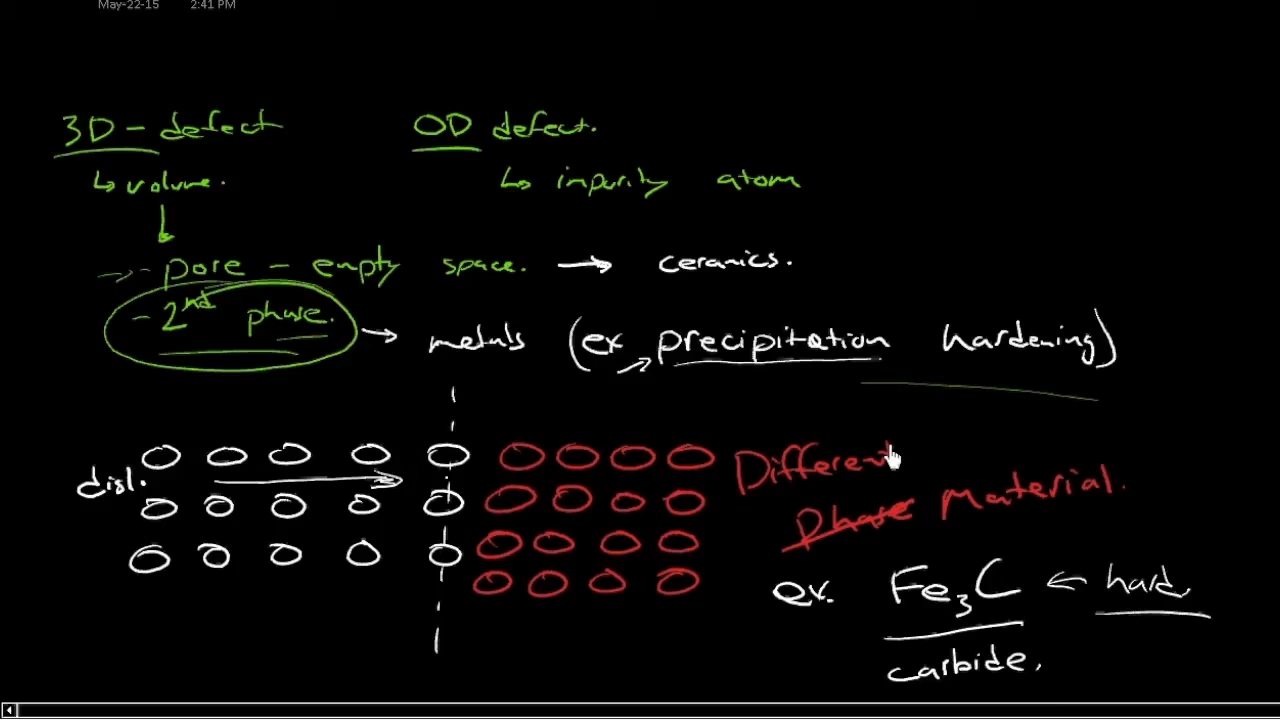 May-22-15 2:41 PM
3D - defect
OD defect.
↳ volume.
↳ impurity atom
- pore - empty space. → ceramics.
- 2nd phase. → metals (ex precipitation hardening)
disl.
Different
Phase Material.
ex. Fe3C ← hard.
carbide.